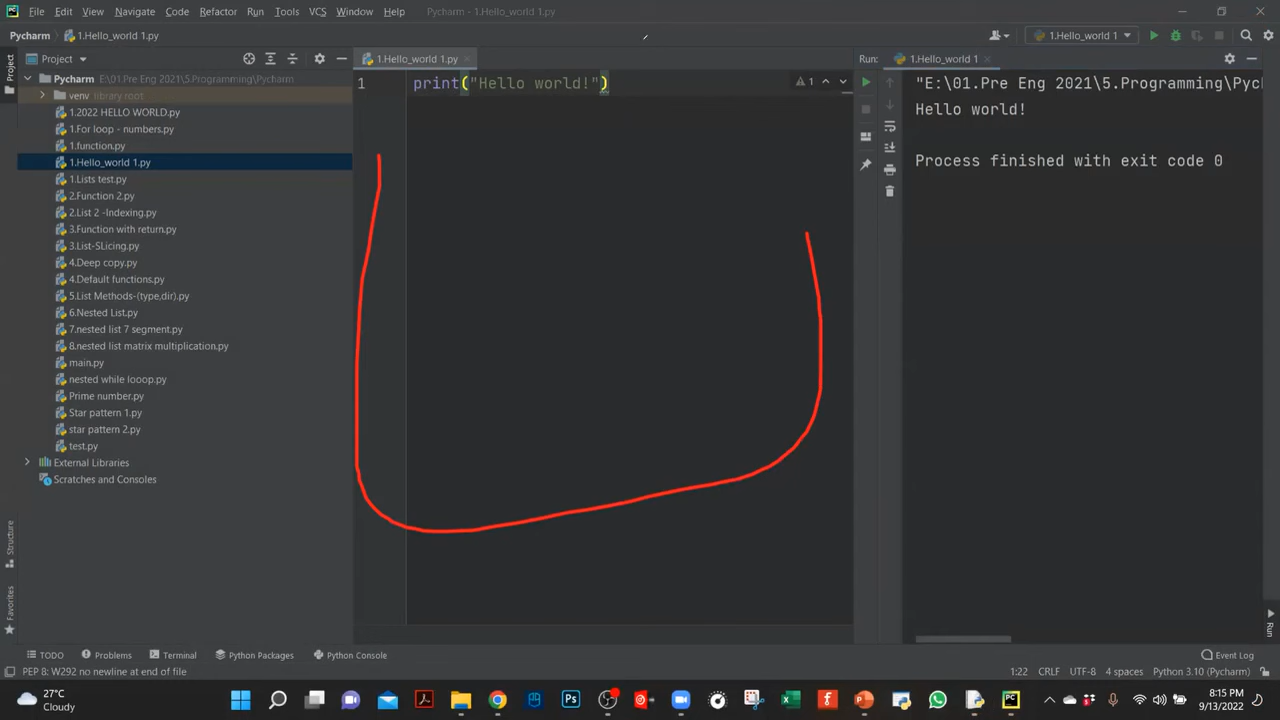 File Edit View Navigate Code Refactor Run Tools VCS Window Help Pycharm - 1.Hello_world 1.py
Pycharm 1.Hello_world 1.py
1.Hello_world 1
Project
Project
Pycharm E:\01.Pre Eng 2021\5.Programming\Pycharm
venv library root
1.2022 HELLO WORLD.py
1.For loop - numbers.py
1.function.py
1.Hello_world 1.py
1.Lists test.py
2.Function 2.py
2.List 2 -Indexing.py
3.Function with return.py
3.List-SLicing.py
4.Deep copy.py
4.Default functions.py
5.List Methods-(type,dir).py
6.Nested List.py
7.nested list 7 segment.py
8.nested list matrix multiplication.py
main.py
nested while looop.py
Prime number.py
Star pattern 1.py
star pattern 2.py
test.py
External Libraries
Scratches and Consoles
Structure
Favorites
1.Hello_world 1.py
1 print("Hello world!")
1
Run: 1.Hello_world 1
"E:\01.Pre Eng 2021\5.Programming\Pych
Hello world!
Process finished with exit code 0
Run
TODO Problems Terminal Python Packages Python Console Event Log
PEP 8: W292 no newline at end of file 1:22 CRLF UTF-8 4 spaces Python 3.10 (Pycharm)
27°C
Cloudy
8:15 PM
9/13/2022